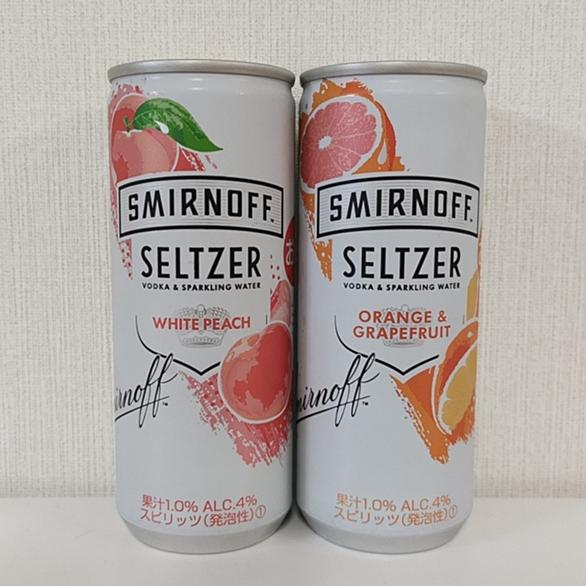 SMIRNOFF
SELTZER
VODKA & SPARKLING WATER
WHITE PEACH
果汁1.0% ALC.4%
スピリッツ(発泡性)①
お
SMIRNOFF
SELTZER
VODKA & SPARKLING WATER
ORANGE &
GRAPEFRUIT
果汁1.0% ALC.4%
スピリッツ(発泡性)①